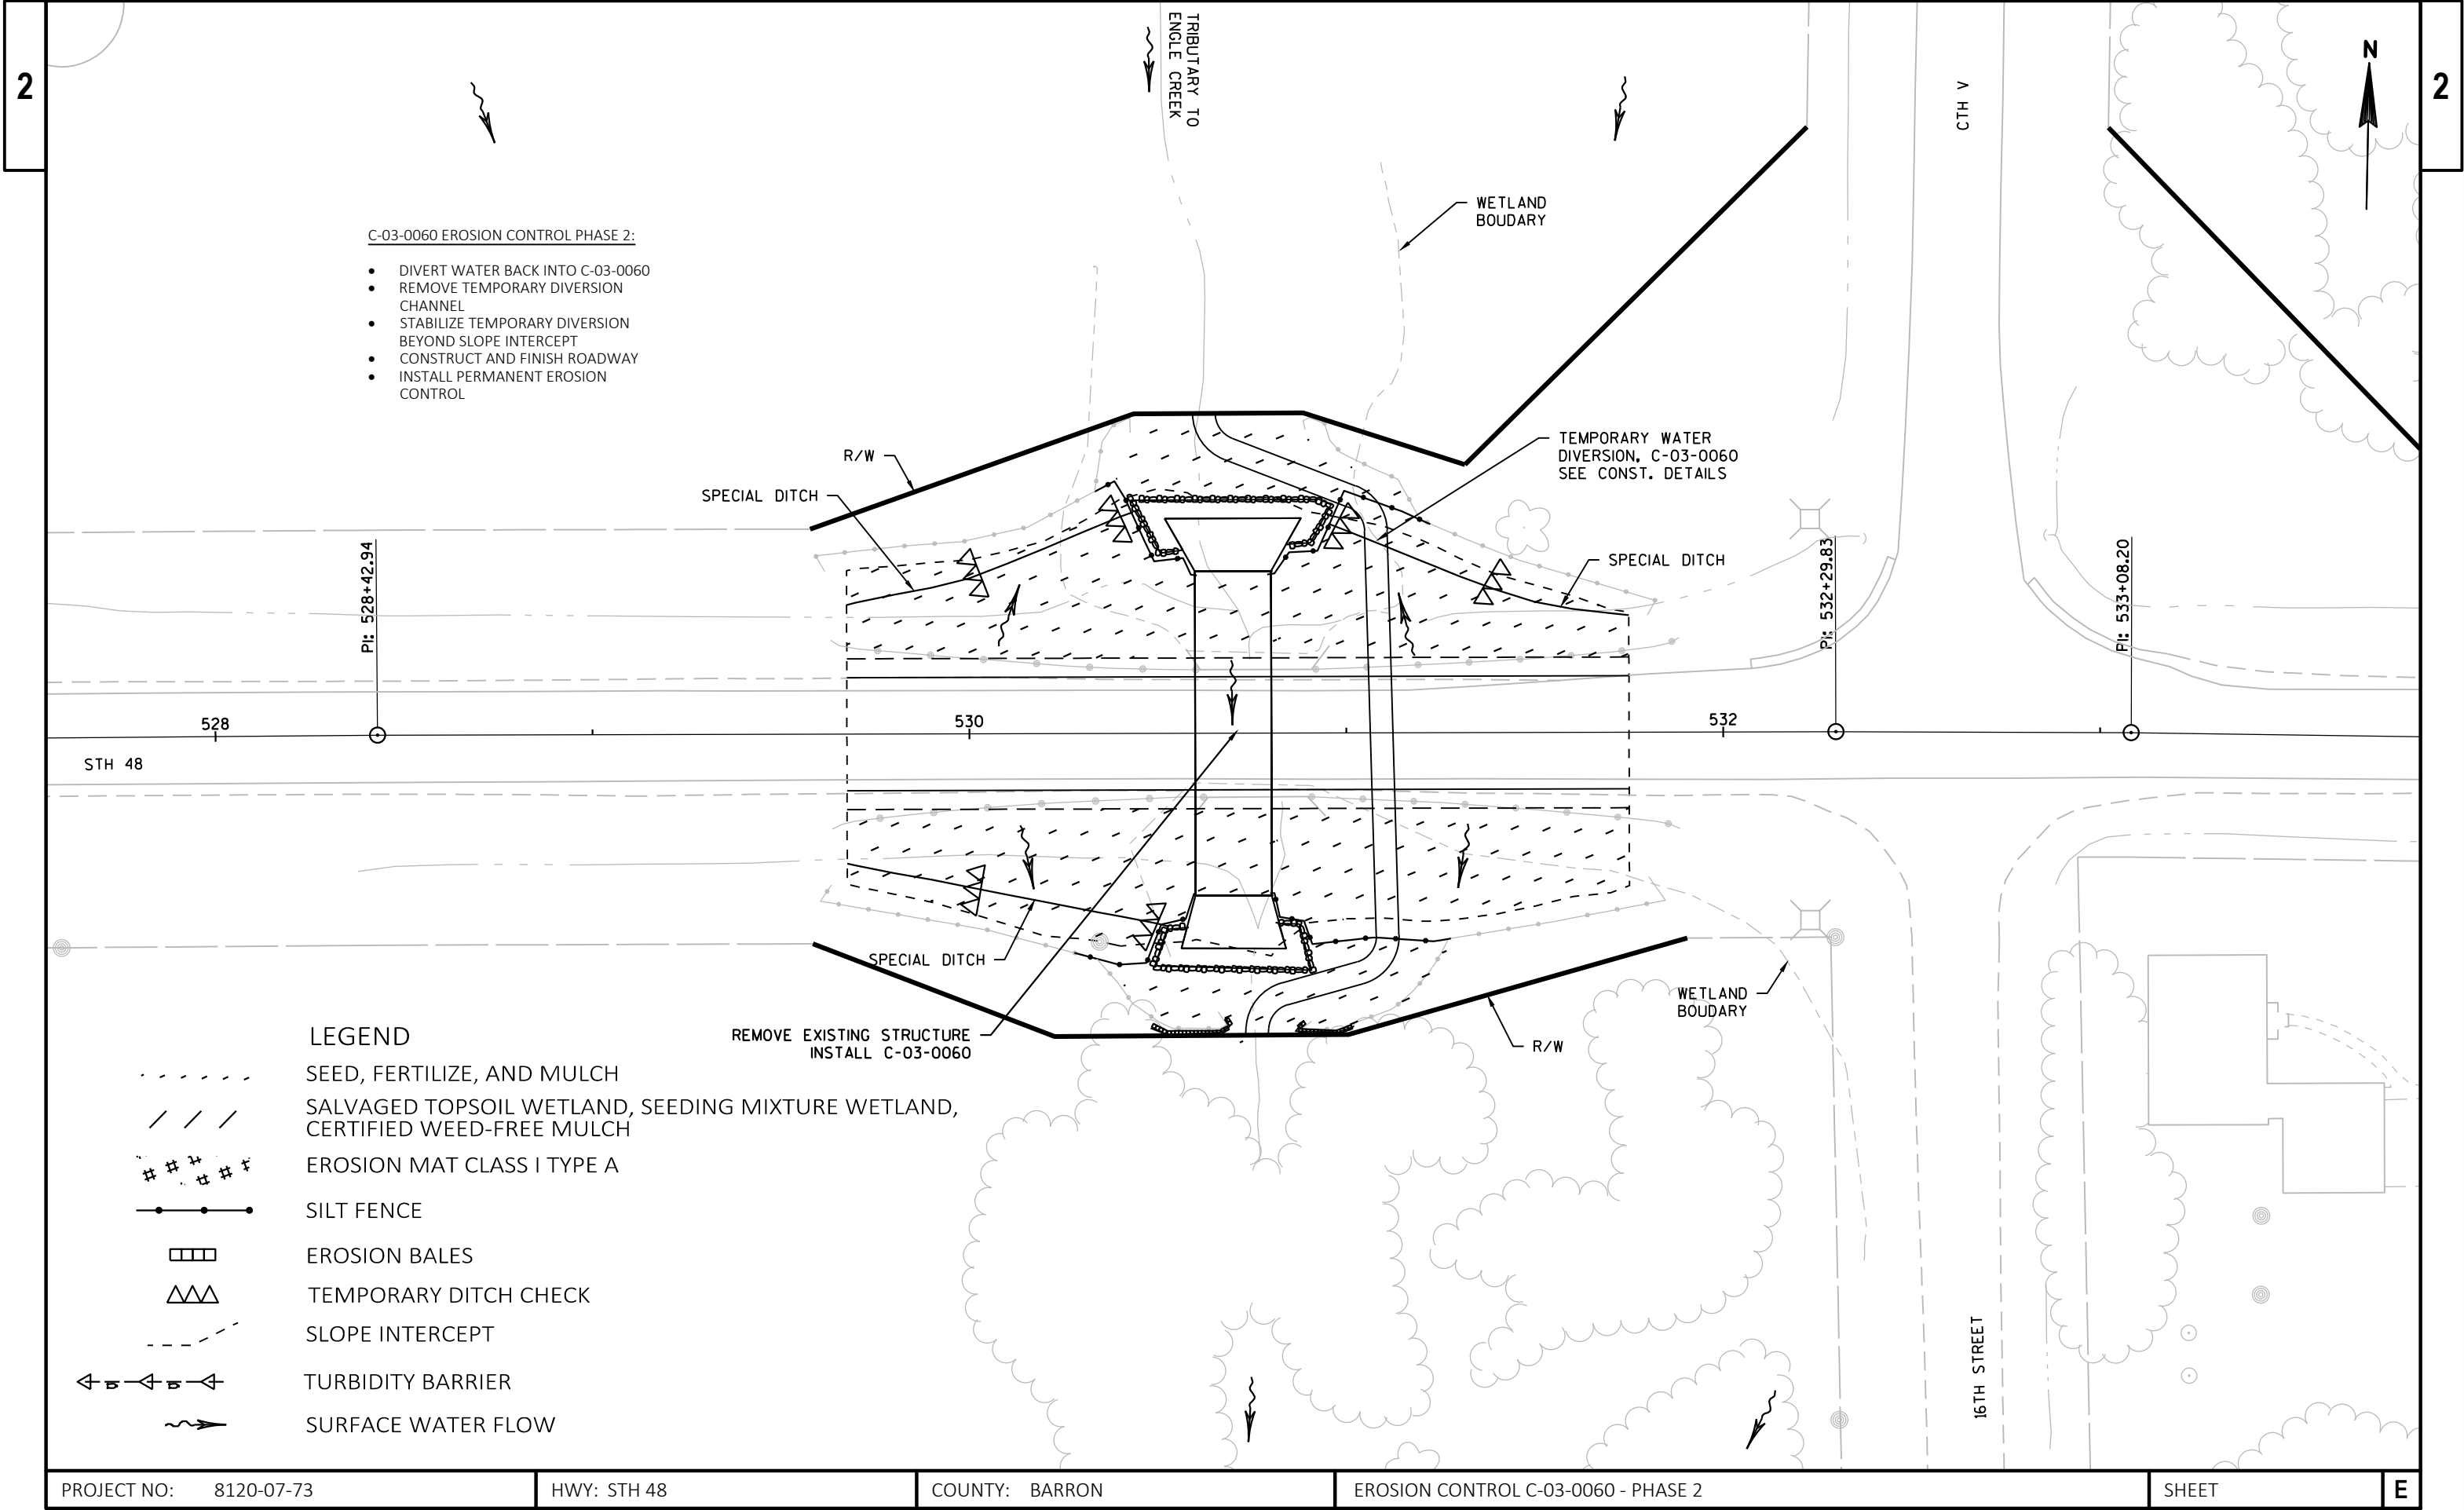 2
2
TRIBUTARY TO
ENGLE CREEK
CTH V
N
WETLAND
BOUDARY
C-03-0060 EROSION CONTROL PHASE 2:
• DIVERT WATER BACK INTO C-03-0060
• REMOVE TEMPORARY DIVERSION
CHANNEL
• STABILIZE TEMPORARY DIVERSION
BEYOND SLOPE INTERCEPT
• CONSTRUCT AND FINISH ROADWAY
• INSTALL PERMANENT EROSION
CONTROL
R/W
SPECIAL DITCH
TEMPORARY WATER
DIVERSION, C-03-0060
SEE CONST. DETAILS
SPECIAL DITCH
PI: 528+42.94
PI: 532+29.83
PI: 533+08.20
528
530
532
STH 48
SPECIAL DITCH
WETLAND
BOUDARY
REMOVE EXISTING STRUCTURE
INSTALL C-03-0060
R/W
LEGEND
SEED, FERTILIZE, AND MULCH
SALVAGED TOPSOIL WETLAND, SEEDING MIXTURE WETLAND,
CERTIFIED WEED-FREE MULCH
EROSION MAT CLASS I TYPE A
SILT FENCE
EROSION BALES
TEMPORARY DITCH CHECK
SLOPE INTERCEPT
TURBIDITY BARRIER
SURFACE WATER FLOW
16TH STREET
PROJECT NO: 8120-07-73
HWY: STH 48
COUNTY: BARRON
EROSION CONTROL C-03-0060 - PHASE 2
SHEET
E